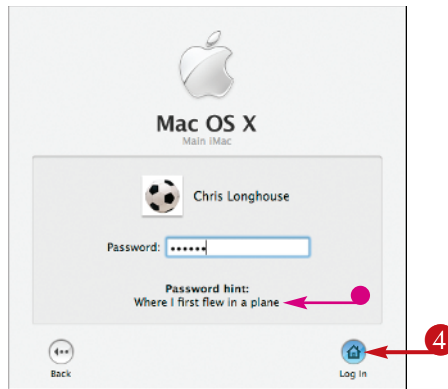 Mac OS X
Main iMac
Chris Longhouse
Password: ••••••
Password hint:
Where I first flew in a plane
4
Back
Log In